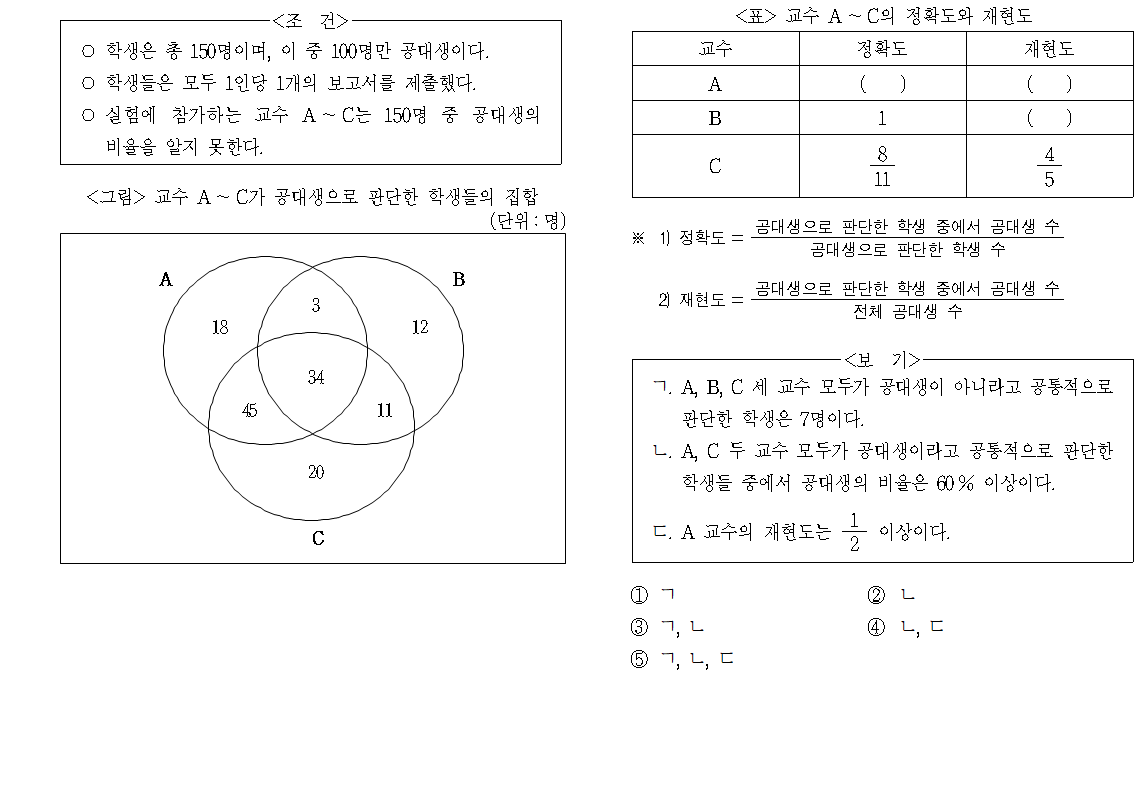 <조 건>
○ 학생은 총 150명이며, 이 중 100명만 공대생이다.
○ 학생들은 모두 1인당 1개의 보고서를 제출했다.
○ 실험에 참가하는 교수 A ~ C는 150명 중 공대생의
비율을 알지 못한다.
<그림> 교수 A ~ C가 공대생으로 판단한 학생들의 집합
(단위 : 명)
A
B
3
18
12
34
45
11
20
C
<표> 교수 A ~ C의 정확도와 재현도
교수 정확도 재현도
A ( ) ( )
B 1 ( )
C 8/11 4/5
※ 1) 정확도 = 공대생으로 판단한 학생 중에서 공대생 수
공대생으로 판단한 학생 수
2) 재현도 = 공대생으로 판단한 학생 중에서 공대생 수
전체 공대생 수
<보 기>
ㄱ. A, B, C 세 교수 모두가 공대생이 아니라고 공통적으로
판단한 학생은 7명이다.
ㄴ. A, C 두 교수 모두가 공대생이라고 공통적으로 판단한
학생들 중에서 공대생의 비율은 60 % 이상이다.
ㄷ. A 교수의 재현도는 1/2 이상이다.
① ㄱ ② ㄴ
③ ㄱ, ㄴ ④ ㄴ, ㄷ
⑤ ㄱ, ㄴ, ㄷ